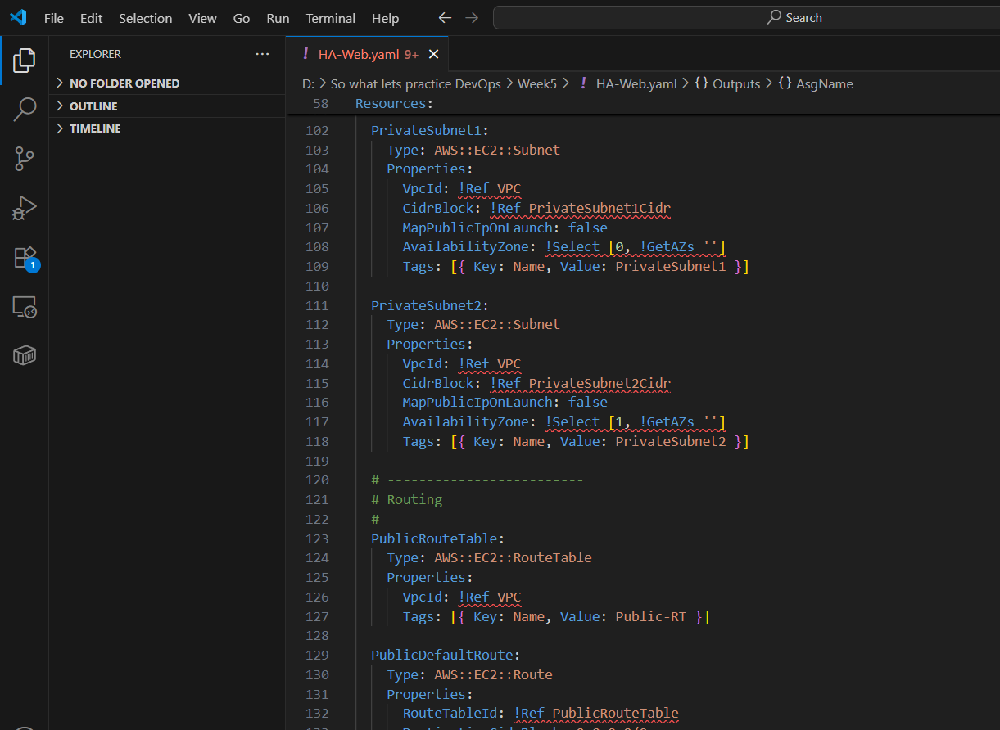 File Edit Selection View Go Run Terminal Help Search
EXPLORER
NO FOLDER OPENED
OUTLINE
TIMELINE
1
! HA-Web.yaml 9+
D: > So what lets practice DevOps > Week5 > ! HA-Web.yaml > {} Outputs > {} AsgName
58 Resources:
102 PrivateSubnet1:
103 Type: AWS::EC2::Subnet
104 Properties:
105 VpcId: !Ref VPC
106 CidrBlock: !Ref PrivateSubnet1Cidr
107 MapPublicIpOnLaunch: false
108 AvailabilityZone: !Select [0, !GetAZs '']
109 Tags: [{ Key: Name, Value: PrivateSubnet1 }]
110
111 PrivateSubnet2:
112 Type: AWS::EC2::Subnet
113 Properties:
114 VpcId: !Ref VPC
115 CidrBlock: !Ref PrivateSubnet2Cidr
116 MapPublicIpOnLaunch: false
117 AvailabilityZone: !Select [1, !GetAZs '']
118 Tags: [{ Key: Name, Value: PrivateSubnet2 }]
119
120 # -------------------------
121 # Routing
122 # -------------------------
123 PublicRouteTable:
124 Type: AWS::EC2::RouteTable
125 Properties:
126 VpcId: !Ref VPC
127 Tags: [{ Key: Name, Value: Public-RT }]
128
129 PublicDefaultRoute:
130 Type: AWS::EC2::Route
131 Properties:
132 RouteTableId: !Ref PublicRouteTable